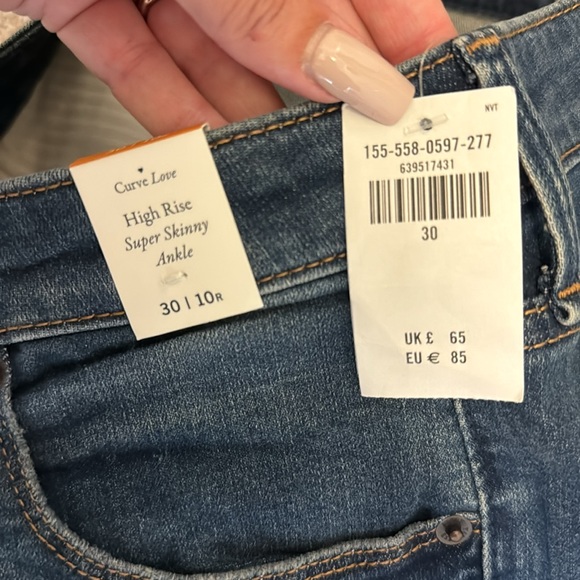 Curve Love
High Rise
Super Skinny
Ankle
30 | 10R
NVT
155-558-0597-277
639517431
30
UK £ 65
EU € 85